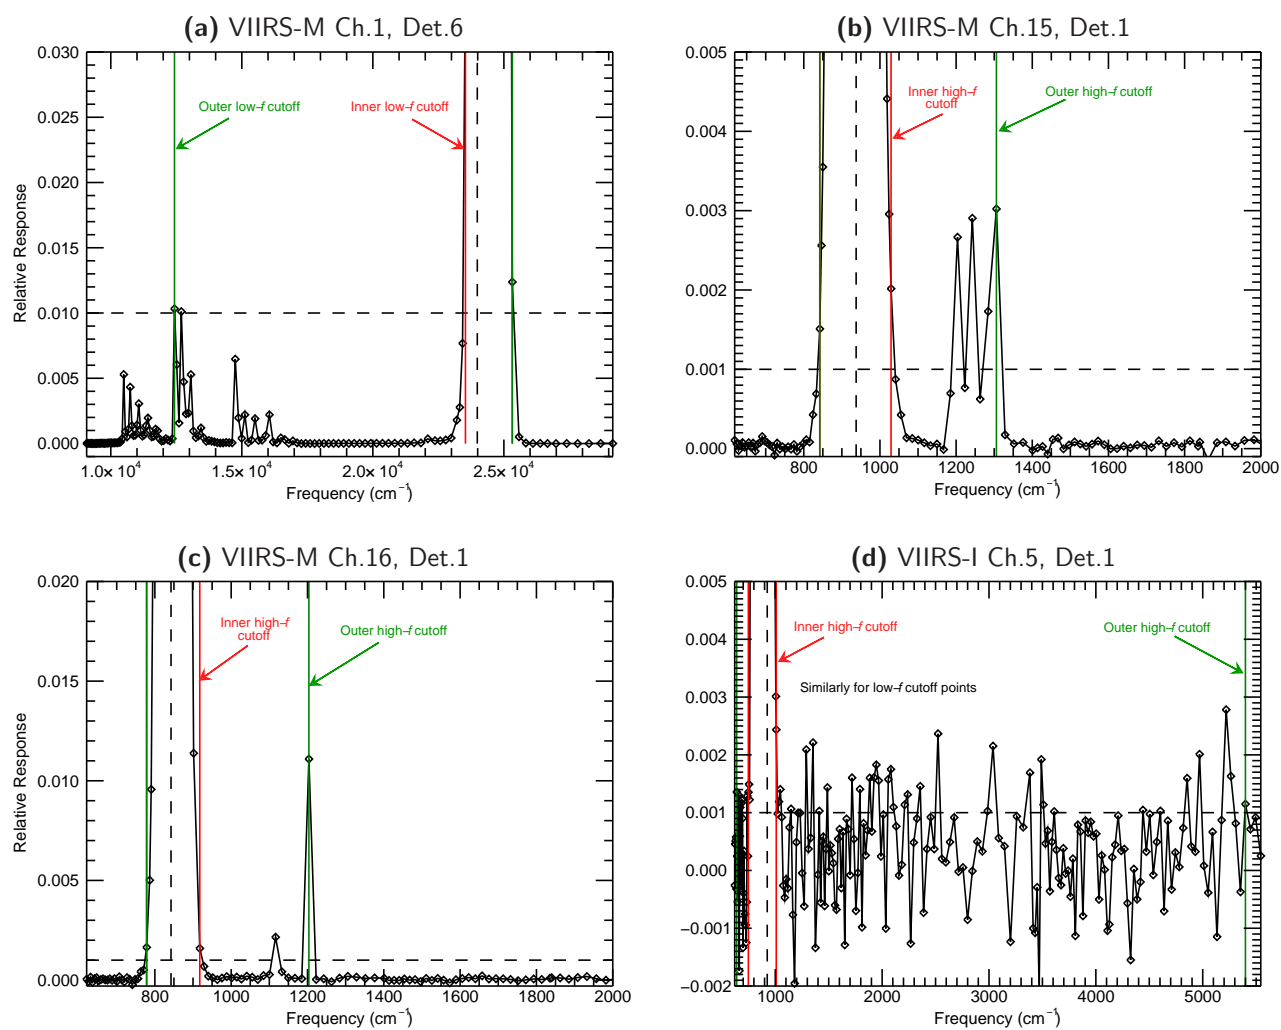 (a) VIIRS-M Ch.1, Det.6
0.030
0.025
0.020
0.015
0.010
0.005
0.000
Relative Response
Outer low-f cutoff
Inner low-f cutoff
1.0×10⁴
1.5×10⁴
2.0×10⁴
2.5×10⁴
Frequency (cm⁻¹)
(b) VIIRS-M Ch.15, Det.1
0.005
0.004
0.003
0.002
0.001
0.000
Inner high-f
cutoff
Outer high-f cutoff
800
1000
1200
1400
1600
1800
2000
Frequency (cm⁻¹)
(c) VIIRS-M Ch.16, Det.1
0.020
0.015
0.010
0.005
0.000
Relative Response
Inner high-f
cutoff
Outer high-f cutoff
800
1000
1200
1400
1600
1800
2000
Frequency (cm⁻¹)
(d) VIIRS-I Ch.5, Det.1
0.005
0.004
0.003
0.002
0.001
0.000
−0.001
−0.002
Inner high-f cutoff
Outer high-f cutoff
Similarly for low-f cutoff points
1000
2000
3000
4000
5000
Frequency (cm⁻¹)